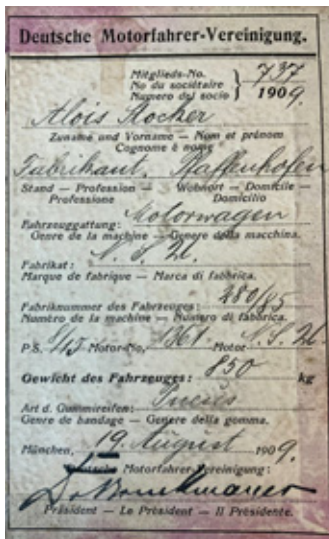 Deutsche Motorfahrer-Vereinigung.
Mitglieds-No.
No du sociétaire } 737
Numero del socio 1909.
Alois Stocker
Zuname und Vorname — Nom et prénom
Cognome è nome
Fabrikant. Pfaffenhofen
Stand — Profession — Wohnort — Domicile —
Professione Domicilio
Fahrzeuggattung: Motorwagen
Genre de la machine — Genere della macchina.
Fabrikat: N. S. U.
Marque de fabrique — Marca di fabbrica.
Fabriknummer des Fahrzeuges: 280/85
Numéro de la machine — Numero di fabbrica.
P.S. Motor-No. Motor
Gewicht des Fahrzeuges: 850 kg
Art d. Gummireifen: Pneus
Genre de bandage — Genere della gomma.
München, 19. August 1909.
Deutsche Motorfahrer-Vereinigung:
Präsident — Le Président — Il Presidente.